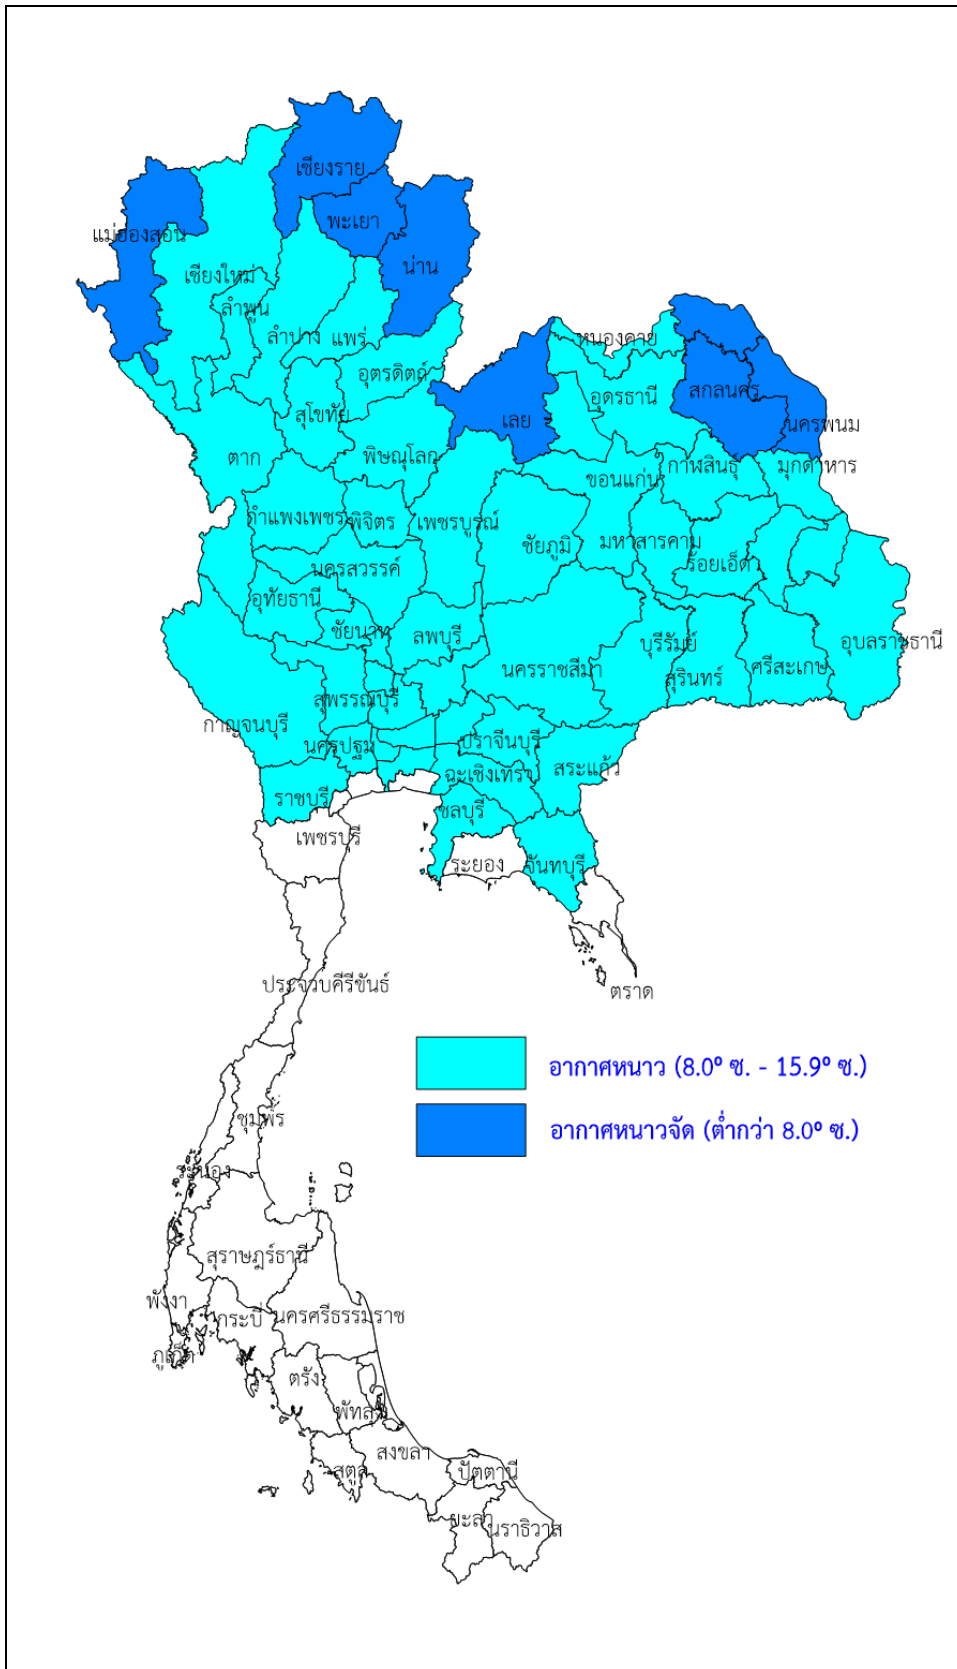 เชียงราย
พะเยา
แม่ฮ่องสอน
น่าน
เชียงใหม่
ลำพูน
ลำปาง
แพร่
หนองคาย
อุตรดิตถ์
อุดรธานี
สกลนคร
เลย
สุโขทัย
นครพนม
ตาก
พิษณุโลก
ขอนแก่น
กาฬสินธุ์
มุกดาหาร
กำแพงเพชร
พิจิตร
เพชรบูรณ์
ชัยภูมิ
มหาสารคาม
ร้อยเอ็ด
นครสวรรค์
อุทัยธานี
ชัยนาท
ลพบุรี
นครราชสีมา
บุรีรัมย์
สุรินทร์
ศรีสะเกษ
อุบลราชธานี
สุพรรณบุรี
กาญจนบุรี
นครปฐม
ปราจีนบุรี
ฉะเชิงเทรา
สระแก้ว
ราชบุรี
ชลบุรี
เพชรบุรี
ระยอง
จันทบุรี
ประจวบคีรีขันธ์
ตราด
อากาศหนาว (8.0° ซ. - 15.9° ซ.)
อากาศหนาวจัด (ต่ำกว่า 8.0° ซ.)
ชุมพร
ระนอง
สุราษฎร์ธานี
พังงา
กระบี่
นครศรีธรรมราช
ภูเก็ต
ตรัง
พัทลุง
สงขลา
สตูล
ปัตตานี
ยะลา
นราธิวาส